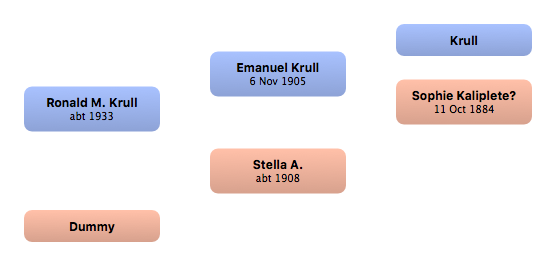 Krull
Emanuel Krull
6 Nov 1905
Sophie Kaliplete?
11 Oct 1884
Ronald M. Krull
abt 1933
Stella A.
abt 1908
Dummy